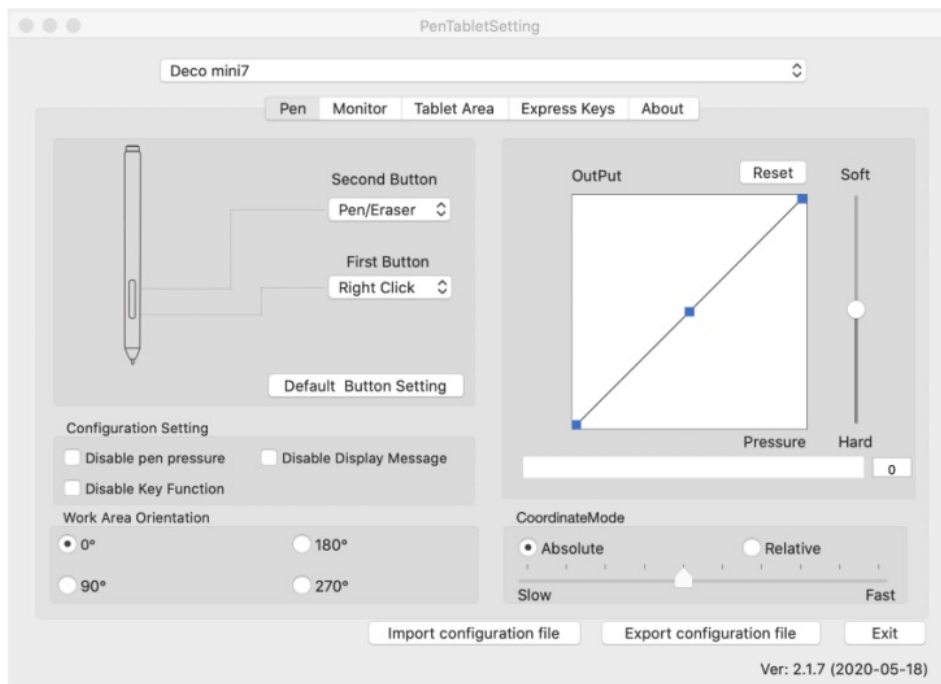 PenTabletSetting
Deco mini7
Pen Monitor Tablet Area Express Keys About
Second Button
Pen/Eraser
First Button
Right Click
Default Button Setting
OutPut
Reset
Soft
Pressure
Hard
0
Configuration Setting
Disable pen pressure
Disable Display Message
Disable Key Function
Work Area Orientation
0°
180°
90°
270°
CoordinateMode
Absolute
Relative
Slow
Fast
Import configuration file
Export configuration file
Exit
Ver: 2.1.7 (2020-05-18)